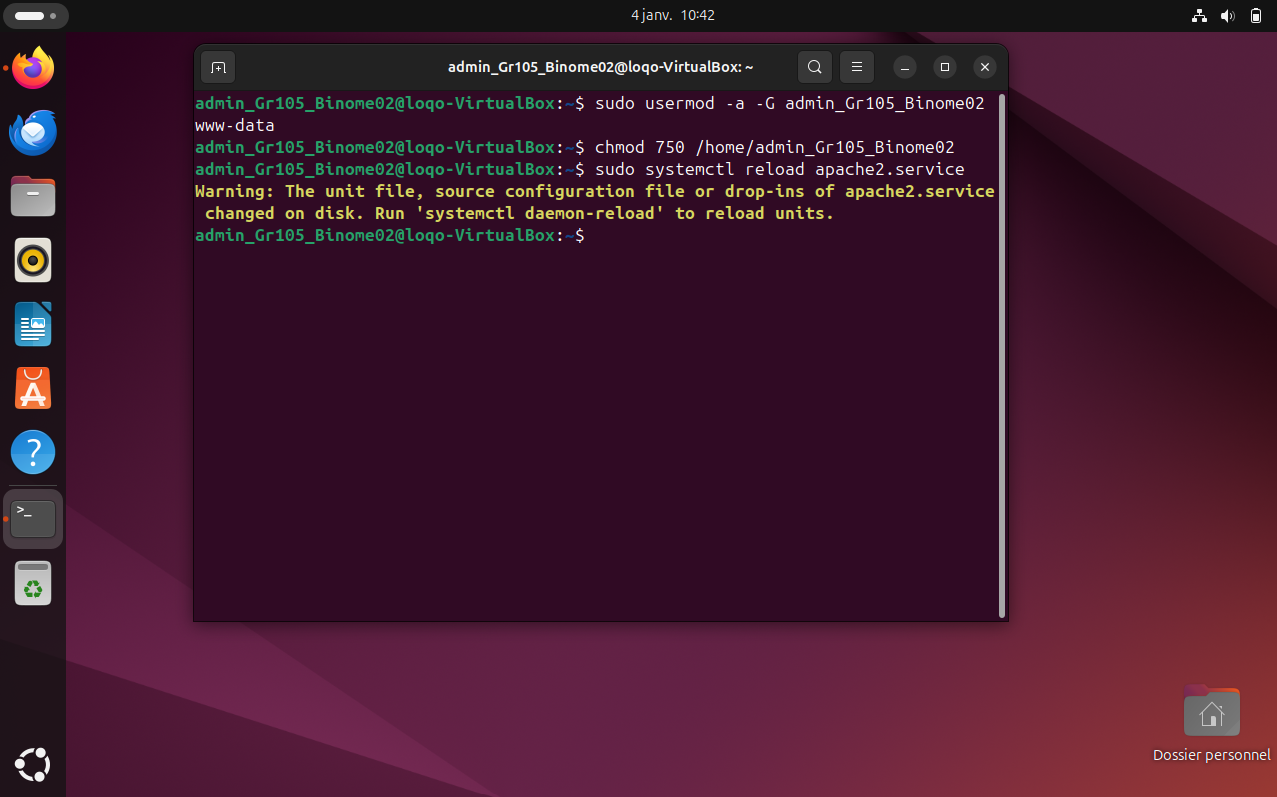 4 janv. 10:42
admin_Gr105_Binome02@loqo-VirtualBox: ~
admin_Gr105_Binome02@loqo-VirtualBox:~$ sudo usermod -a -G admin_Gr105_Binome02
www-data
admin_Gr105_Binome02@loqo-VirtualBox:~$ chmod 750 /home/admin_Gr105_Binome02
admin_Gr105_Binome02@loqo-VirtualBox:~$ sudo systemctl reload apache2.service
Warning: The unit file, source configuration file or drop-ins of apache2.service
changed on disk. Run 'systemctl daemon-reload' to reload units.
admin_Gr105_Binome02@loqo-VirtualBox:~$
Dossier personnel